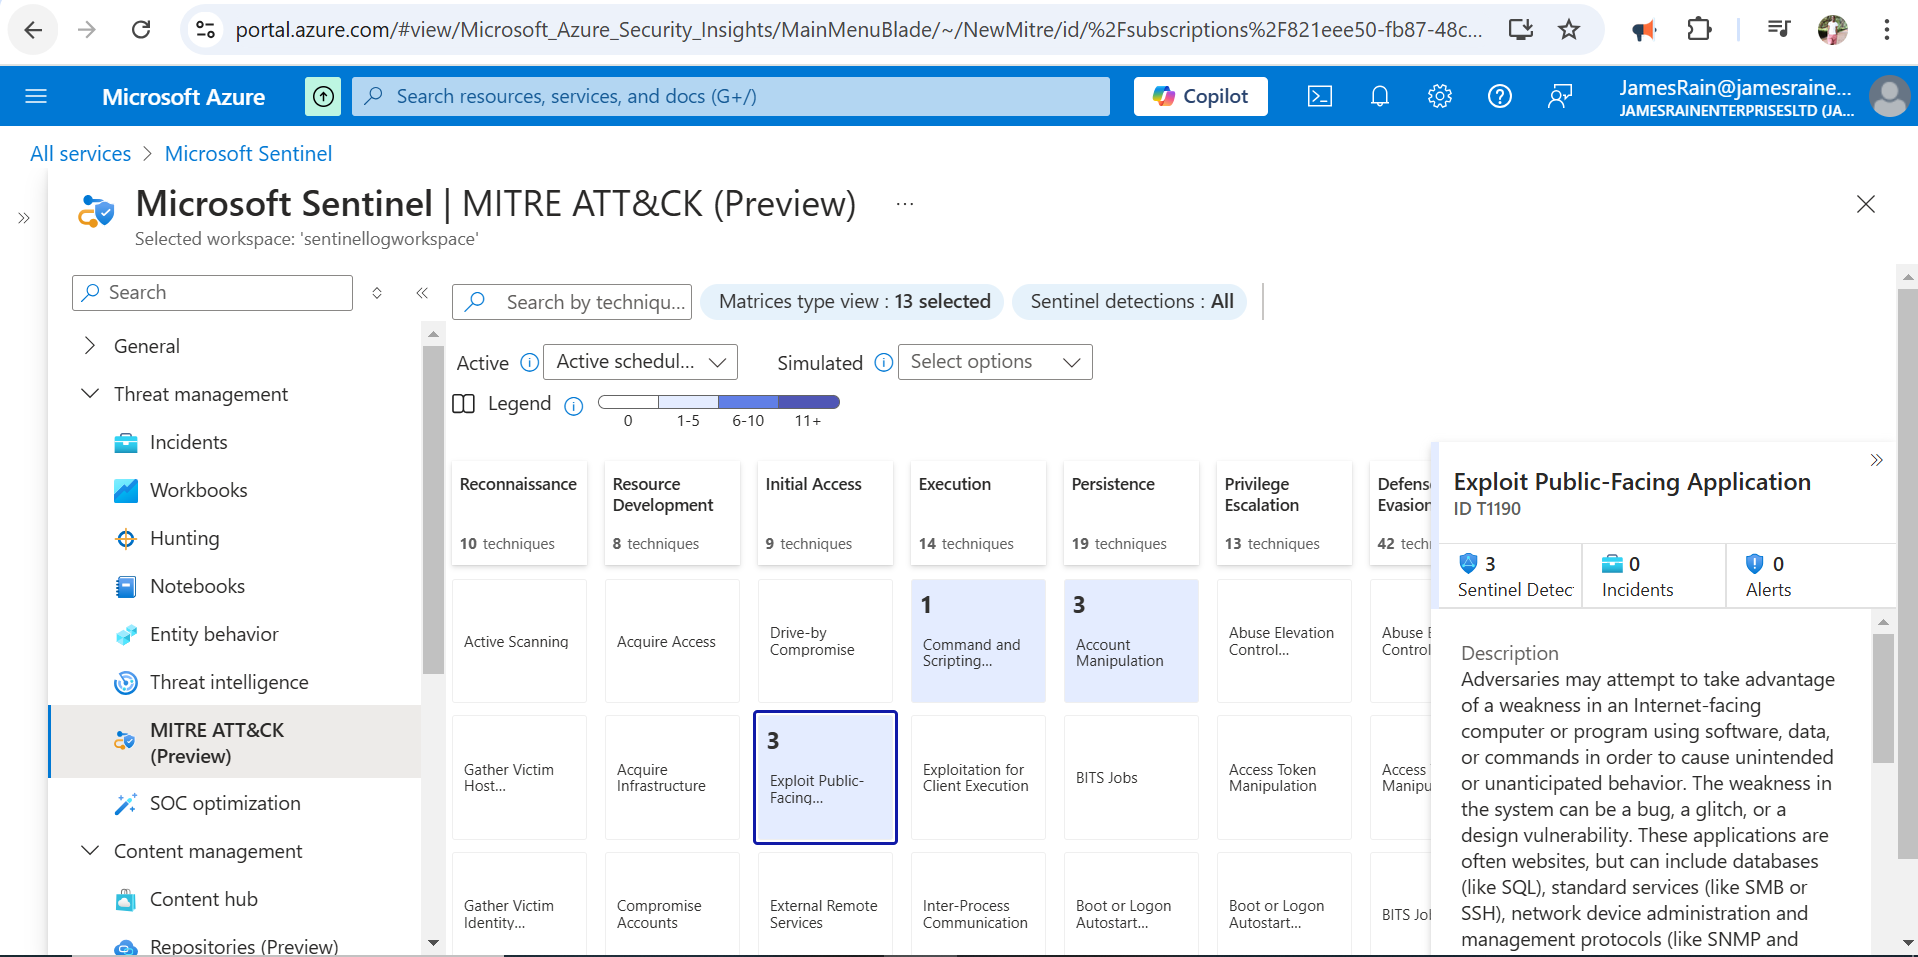 portal.azure.com/#view/Microsoft_Azure_Security_Insights/MainMenuBlade/~/NewMitre/id/%2Fsubscriptions%2F821eee50-fb87-48c...
Microsoft Azure
Search resources, services, and docs (G+/)
Copilot
JamesRain@jamesraine...
JAMESRAINENTERPRISESLTD (JA...
All services > Microsoft Sentinel
Microsoft Sentinel | MITRE ATT&CK (Preview) ...
Selected workspace: 'sentinellogworkspace'
Search
General
Threat management
Incidents
Workbooks
Hunting
Notebooks
Entity behavior
Threat intelligence
MITRE ATT&CK
(Preview)
SOC optimization
Content management
Content hub
Repositories (Preview)
Search by techniqu...
Matrices type view : 13 selected
Sentinel detections : All
Active
Active schedul...
Simulated
Select options
Legend
0 1-5 6-10 11+
Reconnaissance
10 techniques
Active Scanning
Gather Victim
Host...
Gather Victim
Identity...
Resource
Development
8 techniques
Acquire Access
Acquire
Infrastructure
Compromise
Accounts
Initial Access
9 techniques
Drive-by
Compromise
3
Exploit Public-
Facing...
External Remote
Services
Execution
14 techniques
1
Command and
Scripting...
Exploitation for
Client Execution
Inter-Process
Communication
Persistence
19 techniques
3
Account
Manipulation
BITS Jobs
Boot or Logon
Autostart...
Privilege
Escalation
13 techniques
Abuse Elevation
Control...
Access Token
Manipulation
Boot or Logon
Autostart...
Defens
Evasion
42 tech
Abuse E
Control
Access
Manipu
BITS Jo
Exploit Public-Facing Application
ID T1190
3
Sentinel Detec
0
Incidents
0
Alerts
Description
Adversaries may attempt to take advantage
of a weakness in an Internet-facing
computer or program using software, data,
or commands in order to cause unintended
or unanticipated behavior. The weakness in
the system can be a bug, a glitch, or a
design vulnerability. These applications are
often websites, but can include databases
(like SQL), standard services (like SMB or
SSH), network device administration and
management protocols (like SNMP and